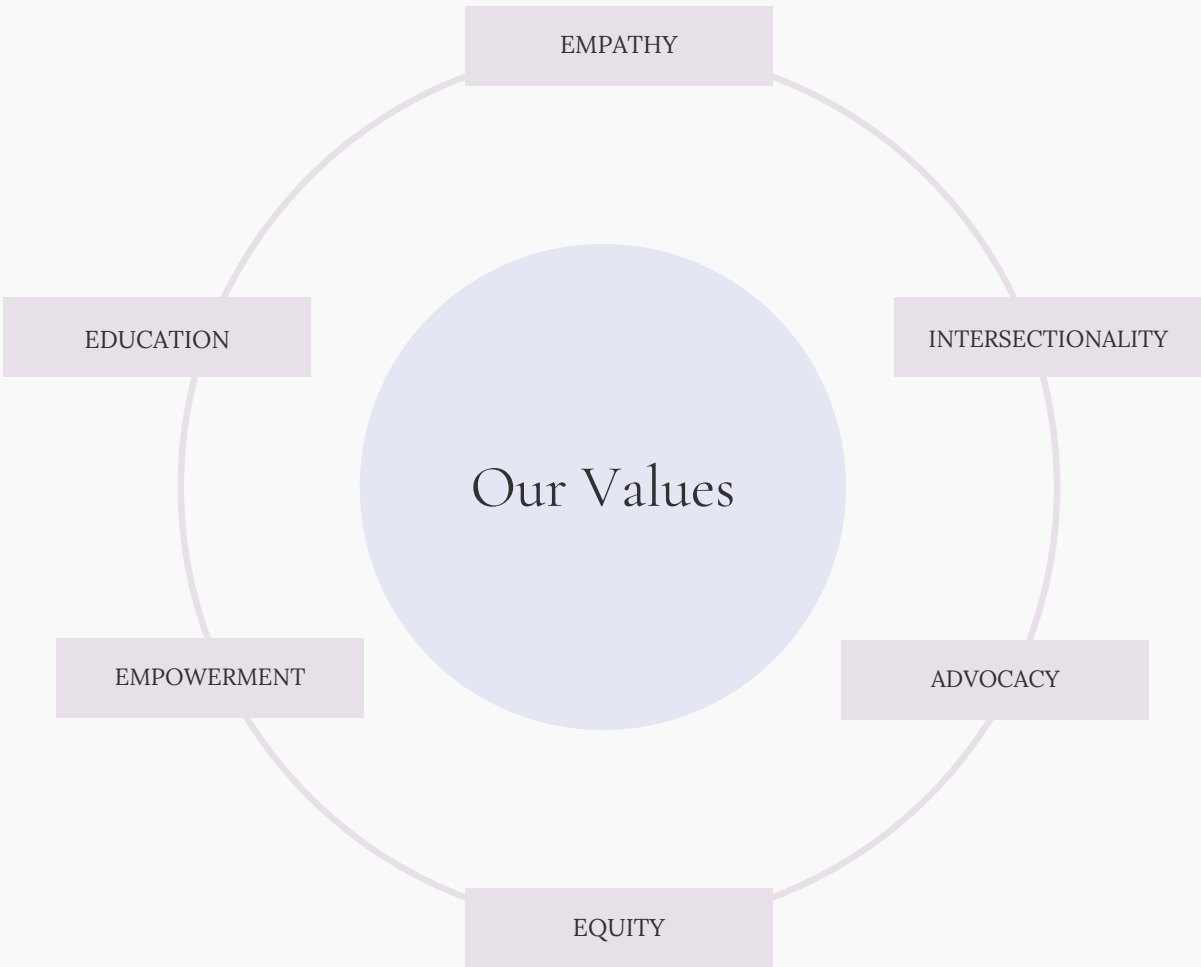 EMPATHY
EDUCATION
INTERSECTIONALITY
Our Values
EMPOWERMENT
ADVOCACY
EQUITY